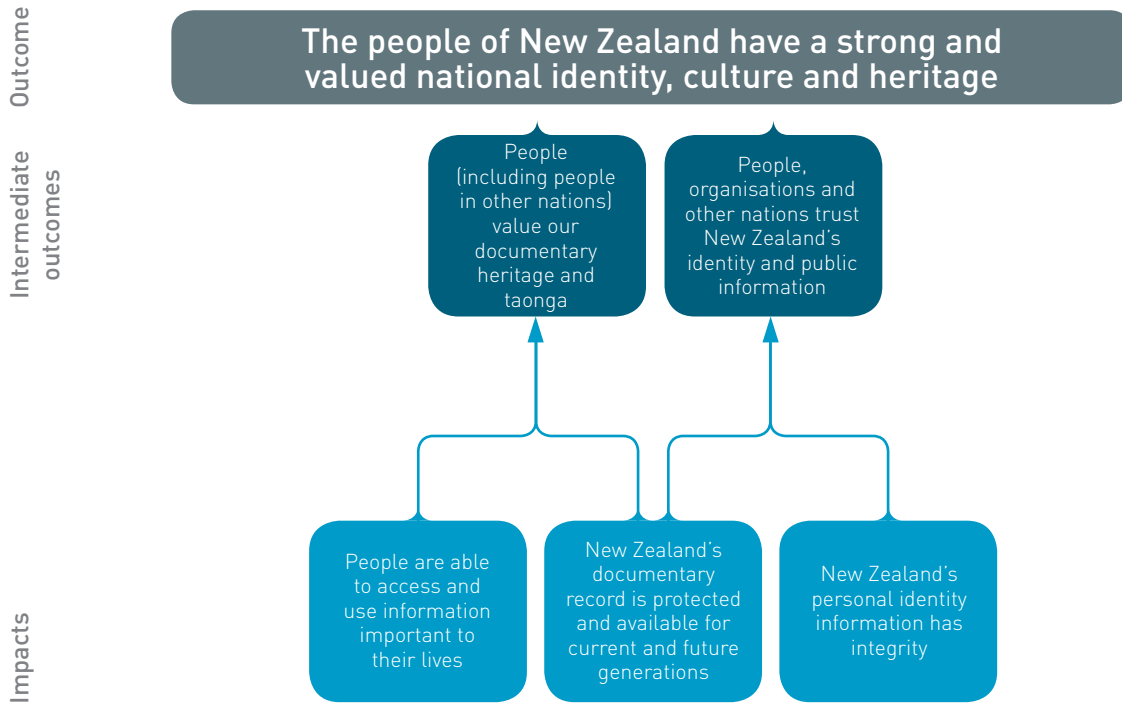 Outcome
The people of New Zealand have a strong and
valued national identity, culture and heritage
Intermediate
outcomes
People
(including people
in other nations)
value our
documentary
heritage and
taonga
People,
organisations and
other nations trust
New Zealand’s
identity and public
information
Impacts
People are able
to access and
use information
important to
their lives
New Zealand’s
documentary
record is protected
and available for
current and future
generations
New Zealand’s
personal identity
information has
integrity